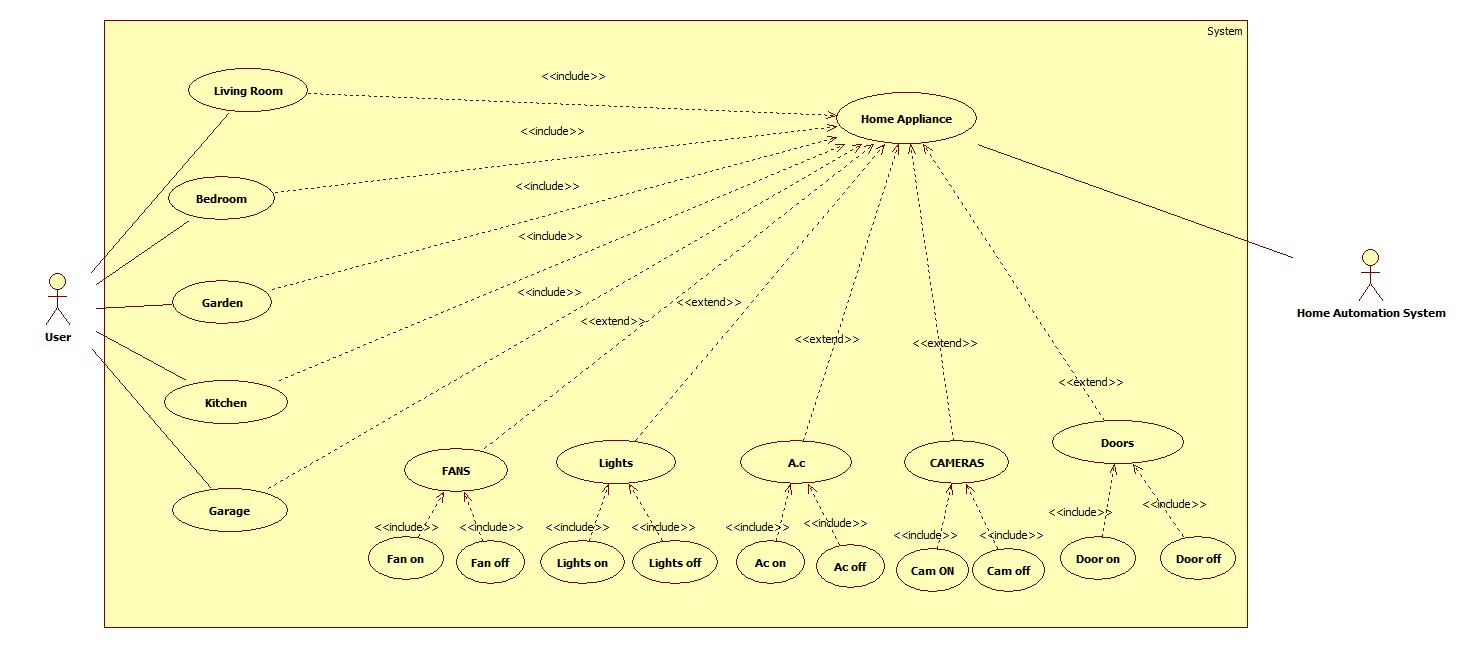 System
<<include>>
Living Room
Home Appliance
<<include>>
<<include>>
Bedroom
<<include>>
<<include>>
Garden
<<extend>>
<<extend>>
Home Automation System
User
<<extend>>
<<extend>>
<<extend>>
Kitchen
Doors
Lights
A.c
CAMERAS
FANS
Garage
<<include>>
<<include>>
<<include>>
<<include>>
<<include>>
<<include>>
<<include>>
<<include>>
<<include>>
<<include>>
Fan on
Fan off
Lights on
Lights off
Ac on
Ac off
Cam ON
Cam off
Door on
Door off